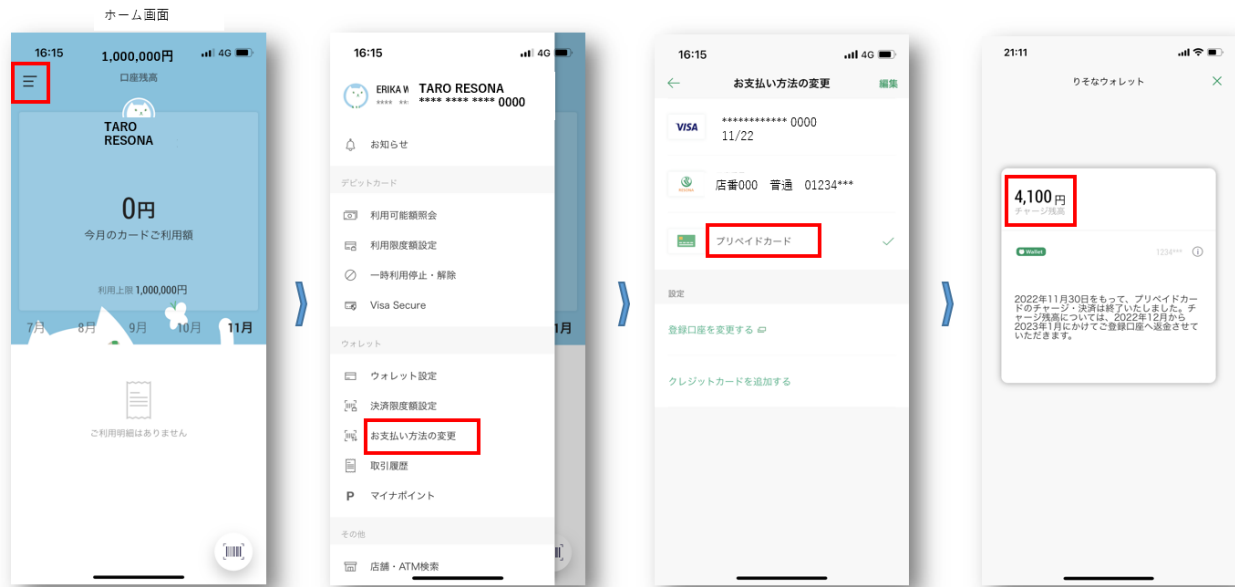 ホーム画面
16:15
1,000,000円
4G
口座残高
TARO
RESONA
0円
今月のカードご利用額
利用上限 1,000,000円
7月 8月 9月 10月 11月
ご利用明細はありません
16:15
4G
ERIKA W TARO RESONA
**** ** **** **** **** 0000
お知らせ
デビットカード
利用可能額照会
利用限度額設定
一時利用停止・解除
Visa Secure
1月
ウォレット
ウォレット設定
決済限度額設定
お支払い方法の変更
取引履歴
P マイナポイント
その他
店舗・ATM検索
16:15
4G
お支払い方法の変更
編集
VISA
************ 0000
11/22
RESONA
店番000 普通 01234***
プリペイドカード
設定
登録口座を変更する
クレジットカードを追加する
21:11
りそなウォレット
4,100 円
チャージ残高
Wallet
1234***
2022年11月30日をもって、プリペイドカー
ドのチャージ・決済は終了いたしました。チ
ャージ残高については、2022年12月から
2023年1月にかけてご登録口座へ返金させて
いただきます。